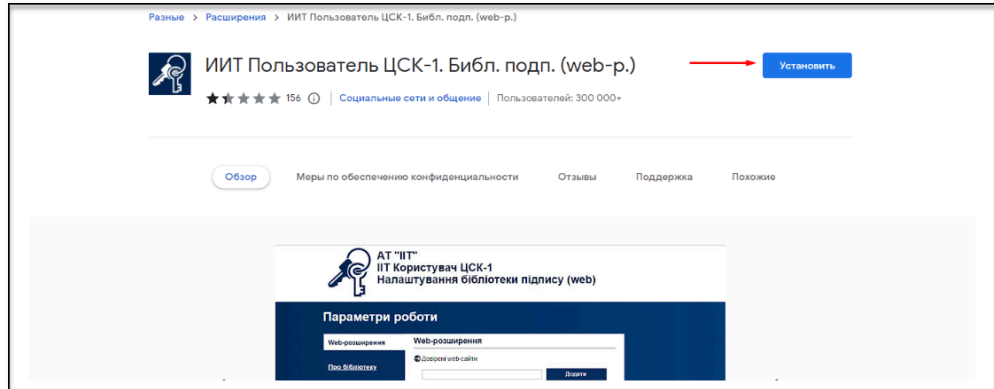 Разные > Расширения > ИИТ Пользователь ЦСК-1. Библ. подп. (web-р.)
ИИТ Пользователь ЦСК-1. Библ. подп. (web-р.)
Установить
156 Социальные сети и общение Пользователей: 300 000+
Обзор Меры по обеспечению конфиденциальности Отзывы Поддержка Похожие
АТ "ІІТ"
ІІТ Користувач ЦСК-1
Налаштування бібліотеки підпису (web)
Параметри роботи
Web-розширення Web-розширення
Довірені web-сайти
Про бібліотеку
Додати